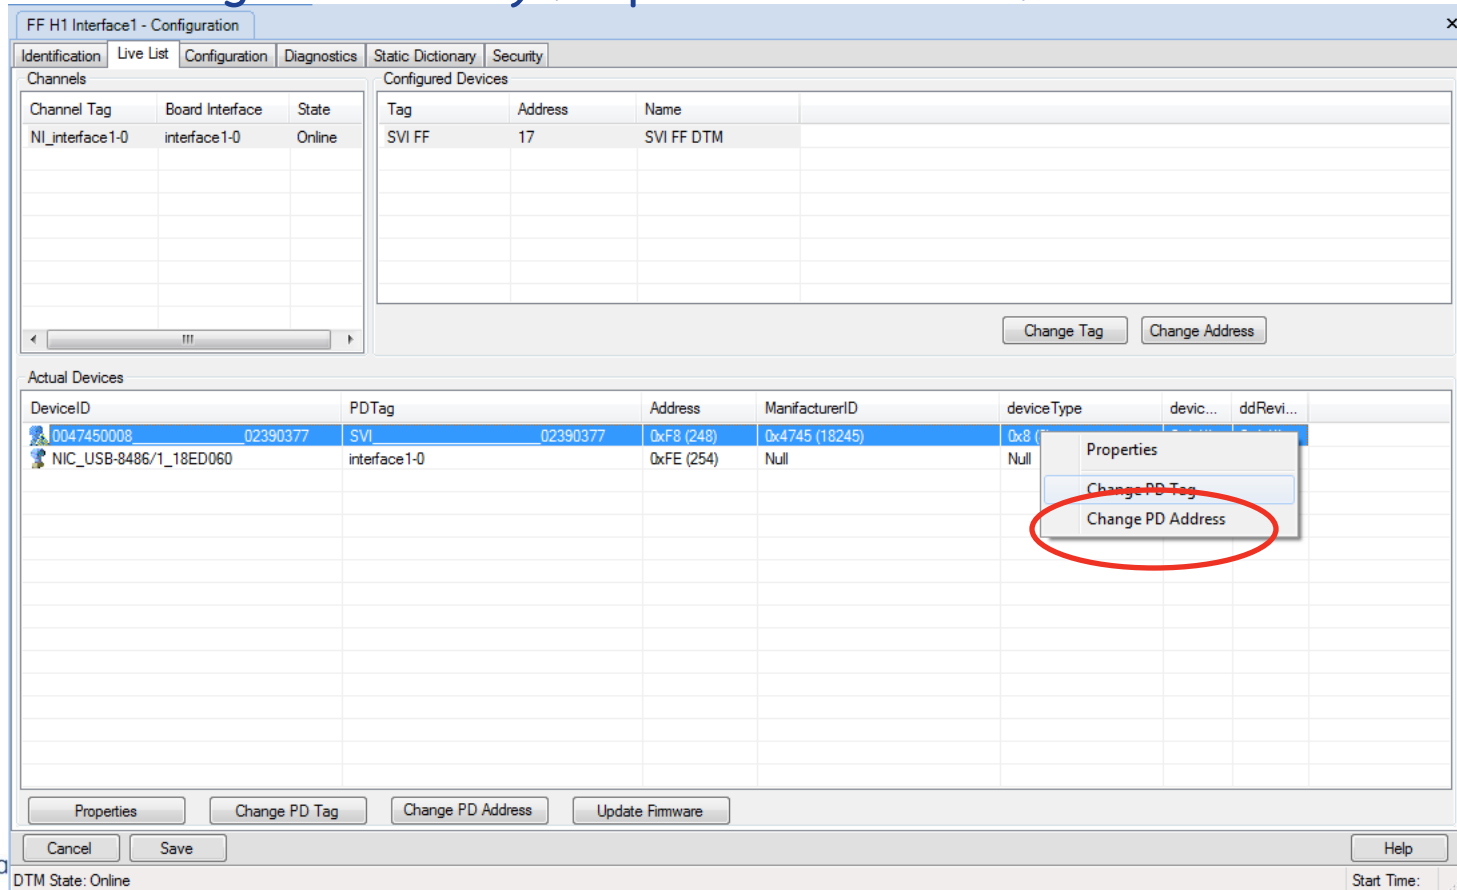 FF H1 Interface1 - Configuration
Identification Live List Configuration Diagnostics Static Dictionary Security
Channels
Configured Devices
Channel Tag Board Interface State
NI_interface1-0 interface1-0 Online
Tag Address Name
SVI FF 17 SVI FF DTM
Change Tag Change Address
Actual Devices
DeviceID PDTag Address ManifacturerID deviceType devic... ddRevi...
0047450008____________02390377 SVI____________________02390377 0xF8 (248) 0x4745 (18245) 0x8
NIC_USB-8486/1_18ED060 interface1-0 0xFE (254) Null Null
Properties
Change PD Tag
Change PD Address
Properties Change PD Tag Change PD Address Update Firmware
Cancel Save Help
DTM State: Online Start Time: